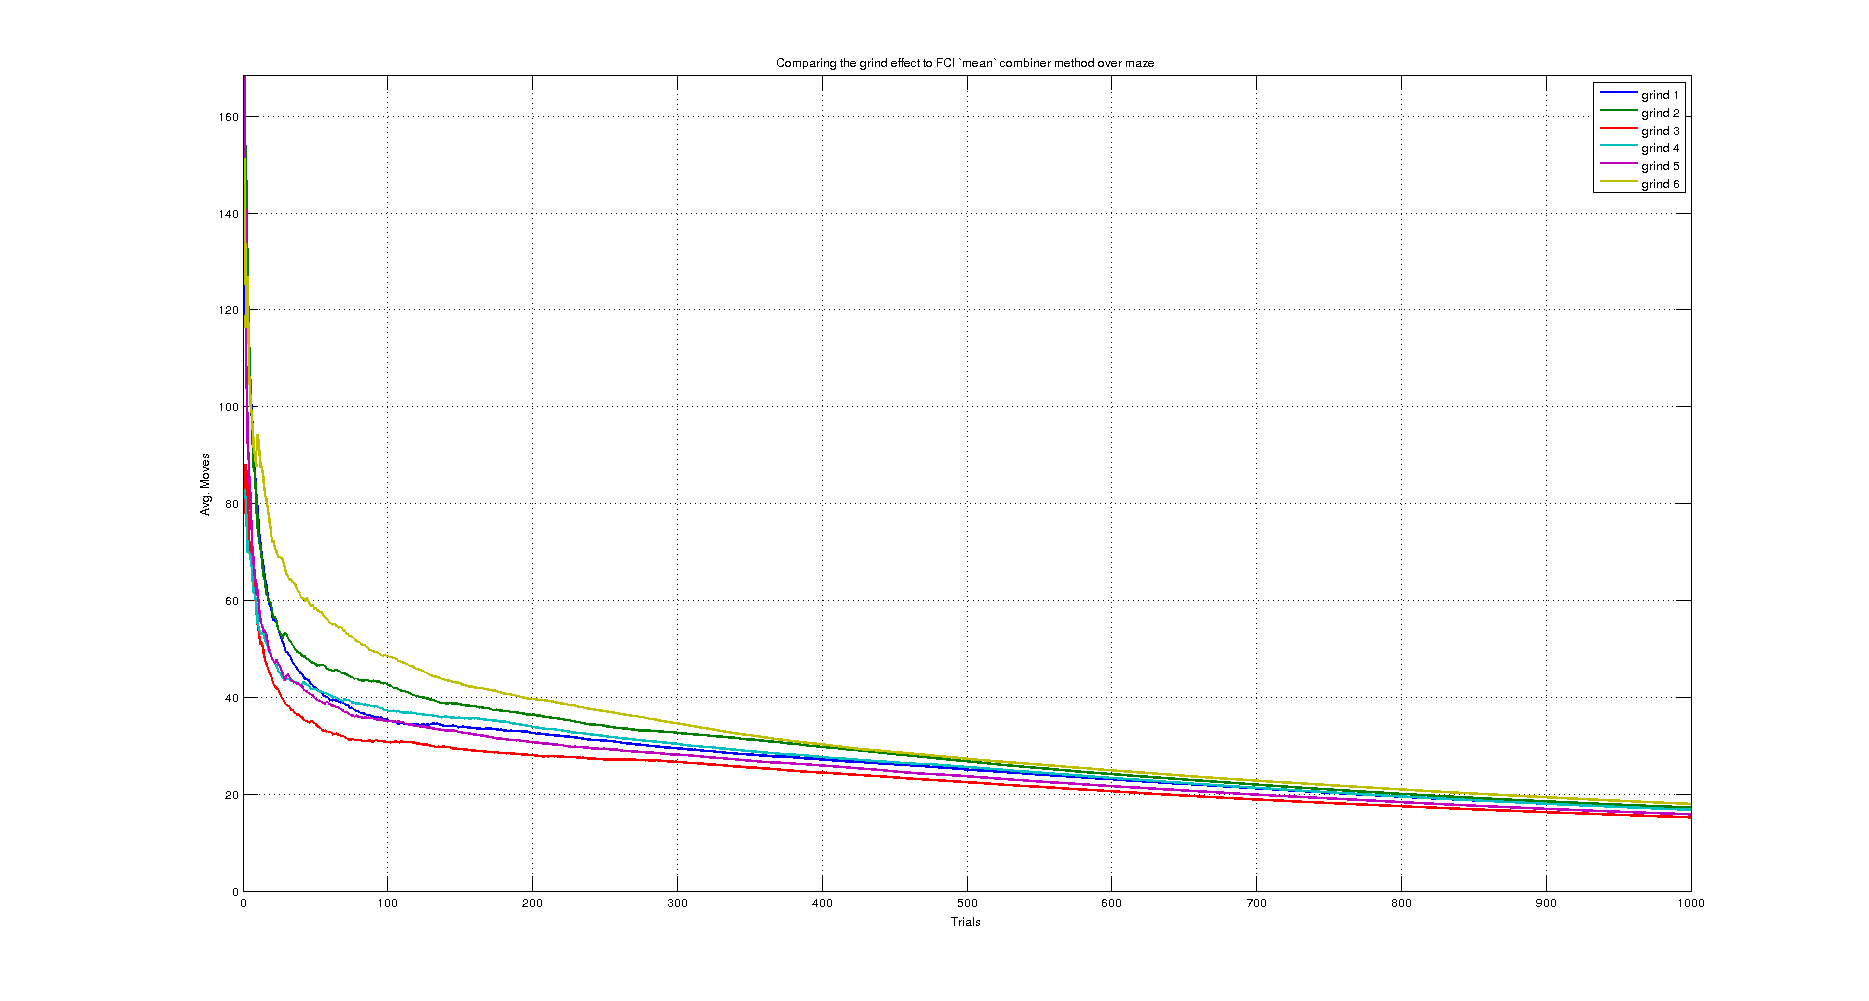 Comparing the grind effect to FCI `mean` combiner method over maze
grind 1
grind 2
grind 3
grind 4
grind 5
grind 6
160
140
120
100
80
60
40
20
0
Avg. Moves
0 100 200 300 400 500 600 700 800 900 1000
Trials